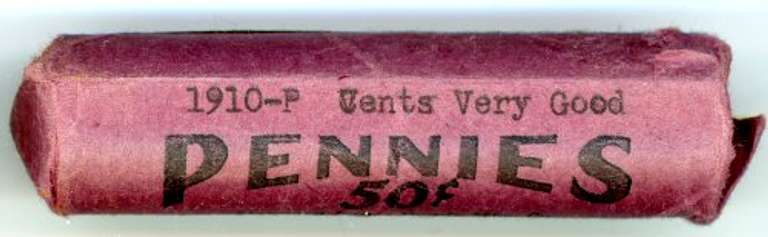 1910-P Cents Very Good
PENNIES
50¢